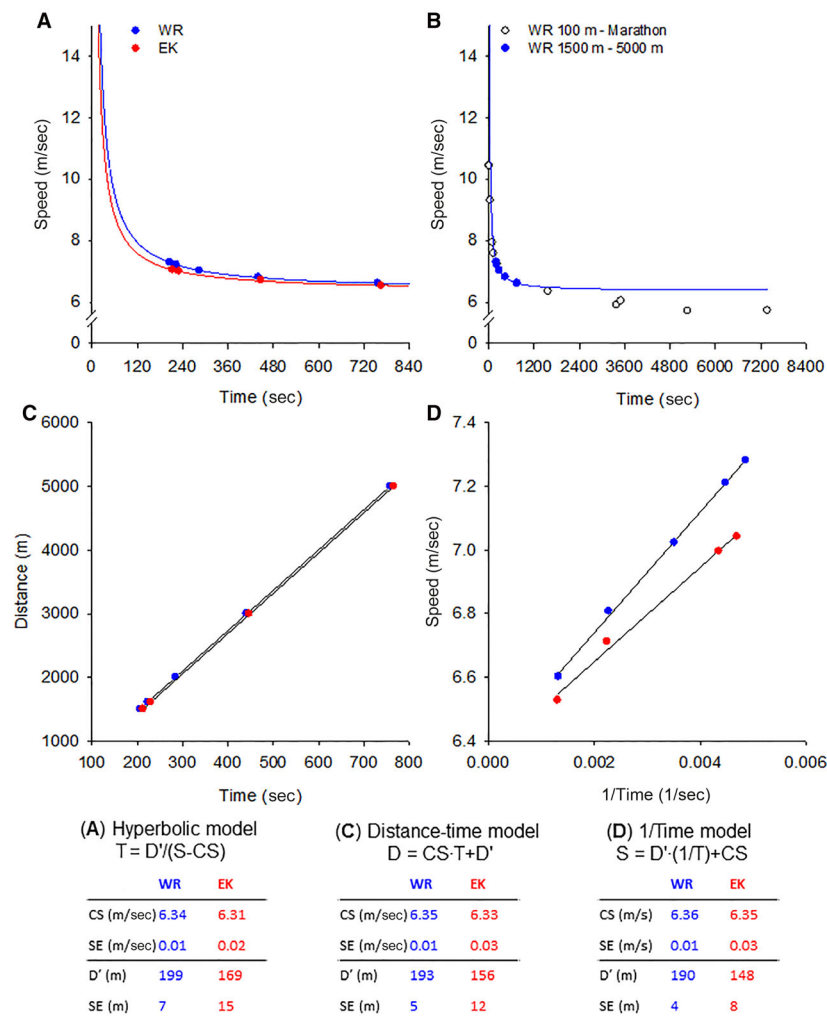 A
WR
EK
14
12
10
8
6
0
Speed (m/sec)
0 120 240 360 480 600 720 840
Time (sec)
B
WR 100 m - Marathon
WR 1500 m - 5000 m
14
12
10
8
6
0
Speed (m/sec)
0 1200 2400 3600 4800 6000 7200 8400
Time (sec)
C
6000
5000
4000
3000
2000
1000
Distance (m)
100 200 300 400 500 600 700 800
Time (sec)
D
7.4
7.2
7.0
6.8
6.6
6.4
Speed (m/sec)
0.000 0.002 0.004 0.006
1/Time (1/sec)
(A) Hyperbolic model
T = D'/(S-CS)
WR EK
CS (m/sec) 6.34 6.31
SE (m/sec) 0.01 0.02
D' (m) 199 169
SE (m) 7 15
(C) Distance-time model
D = CS·T+D'
WR EK
CS (m/sec) 6.35 6.33
SE (m/sec) 0.01 0.03
D' (m) 193 156
SE (m) 5 12
(D) 1/Time model
S = D'·(1/T)+CS
WR EK
CS (m/s) 6.36 6.35
SE (m/s) 0.01 0.03
D' (m) 190 148
SE (m) 4 8